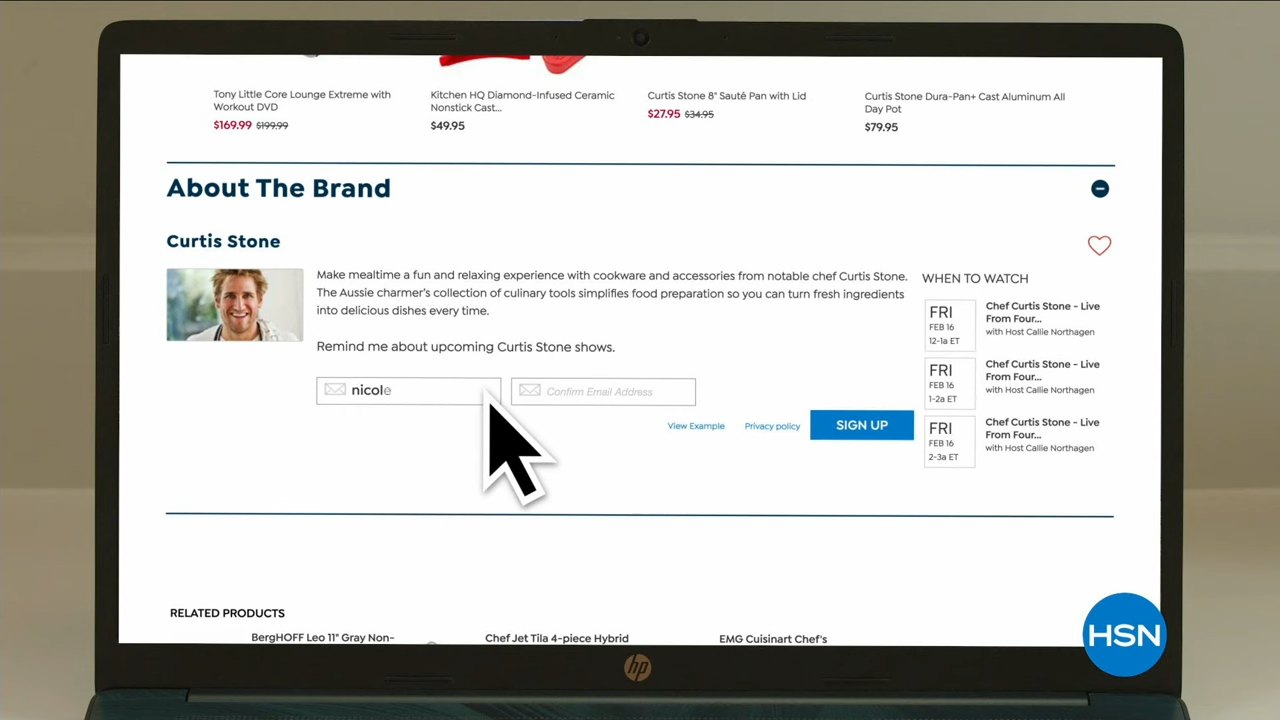 Tony Little Core Lounge Extreme with
Workout DVD
$169.99 $199.99
Kitchen HQ Diamond-Infused Ceramic
Nonstick Cast...
$49.95
Curtis Stone 8" Sauté Pan with Lid
$27.95 $34.95
Curtis Stone Dura-Pan+ Cast Aluminum All
Day Pot
$79.95
About The Brand
Curtis Stone
Make mealtime a fun and relaxing experience with cookware and accessories from notable chef Curtis Stone.
The Aussie charmer's collection of culinary tools simplifies food preparation so you can turn fresh ingredients
into delicious dishes every time.
Remind me about upcoming Curtis Stone shows.
nicole
Confirm Email Address
View Example
Privacy policy
SIGN UP
WHEN TO WATCH
FRI
FEB 16
12-1a ET
Chef Curtis Stone - Live
From Four...
with Host Callie Northagen
FRI
FEB 16
1-2a ET
Chef Curtis Stone - Live
From Four...
with Host Callie Northagen
FRI
FEB 16
2-3a ET
Chef Curtis Stone - Live
From Four...
with Host Callie Northagen
RELATED PRODUCTS
BergHOFF Leo 11" Gray Non-
Chef Jet Tila 4-piece Hybrid
EMG Cuisinart Chef's
HSN
hp